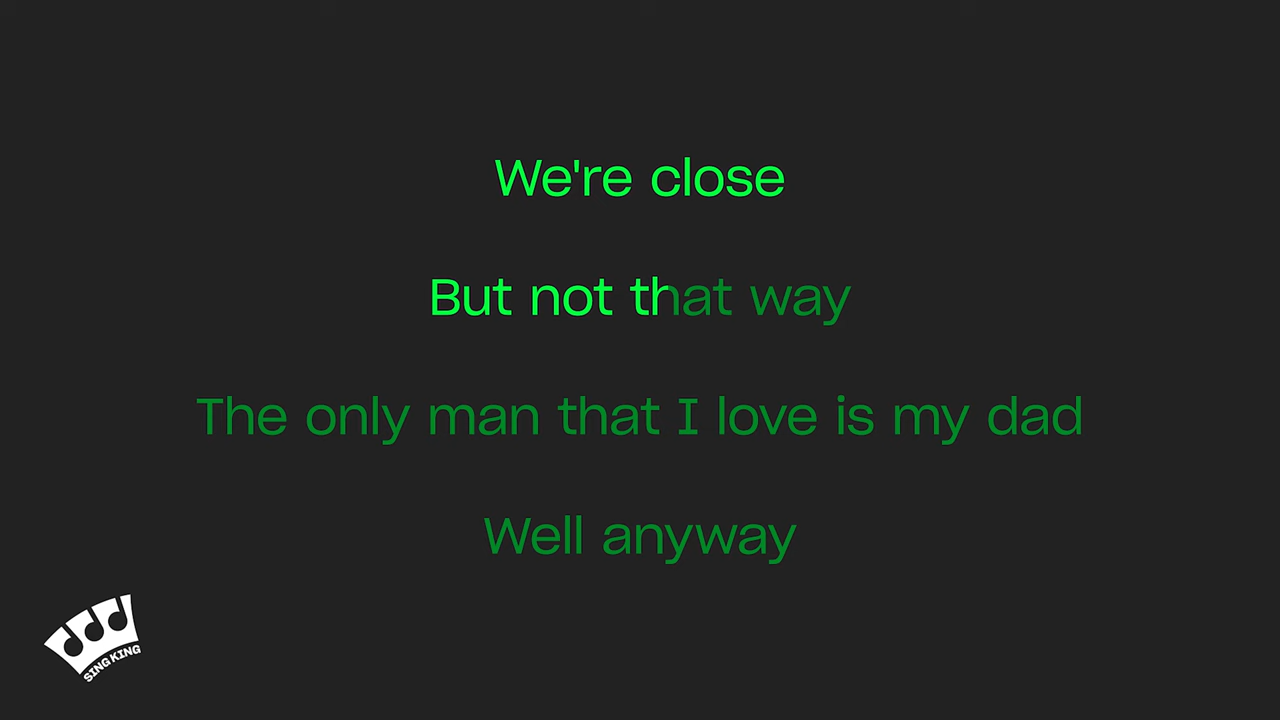 We're close
But not that way
The only man that I love is my dad
Well anyway
SING KING